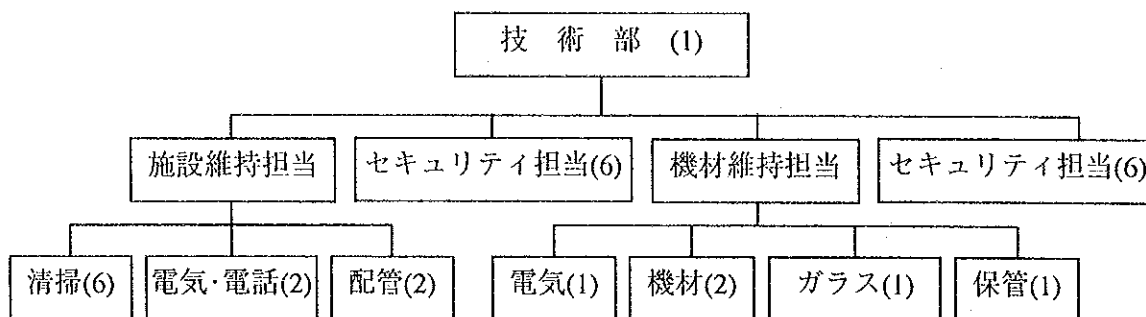 技術部 (1)
施設維持担当
セキュリティ担当(6)
機材維持担当
セキュリティ担当(6)
清掃(6)
電気·電話(2)
配管(2)
電気(1)
機材(2)
ガラス(1)
保管(1)